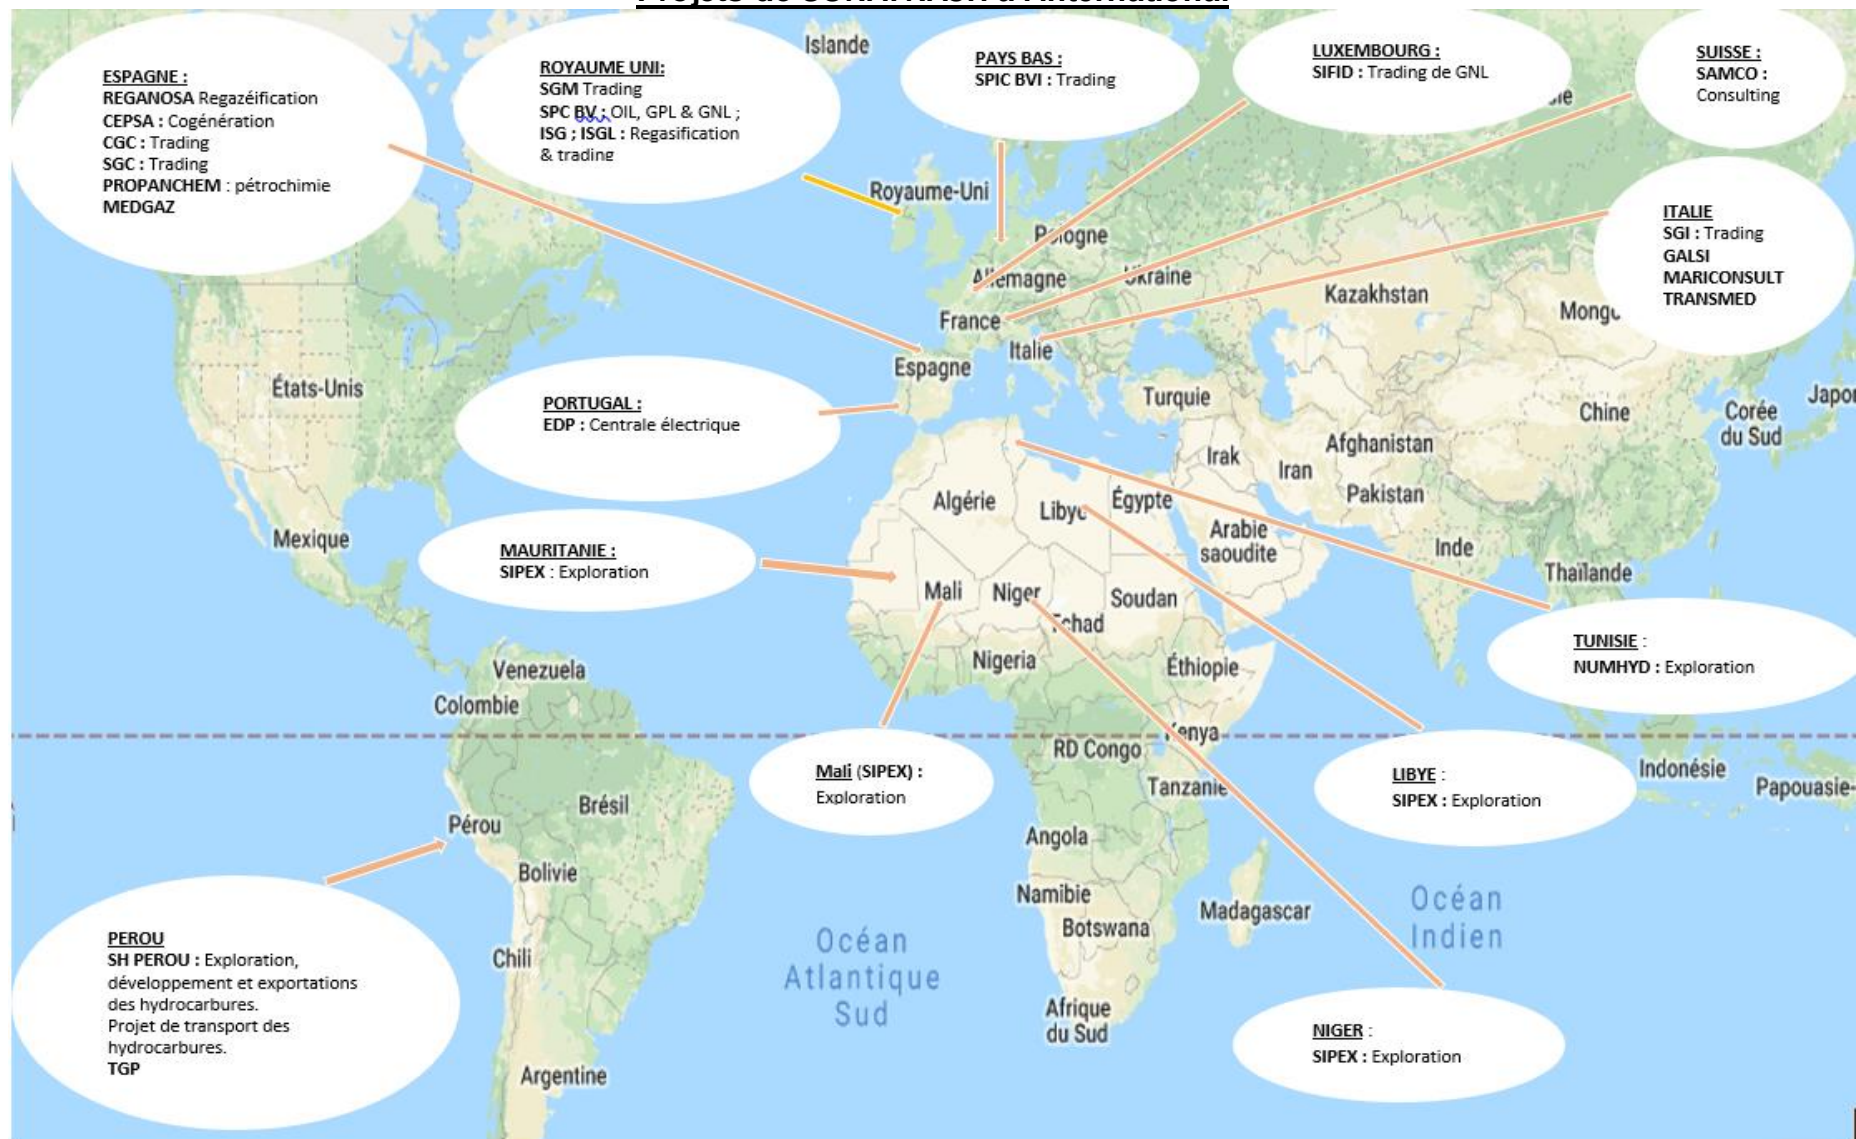 Projets de SONATRACH à l'international
ESPAGNE :
REGANOSA Regazéification
CEPSA : Cogénération
CGC : Trading
SGC : Trading
PROPANCHEM : pétrochimie
MEDGAZ
ROYAUME UNI:
SGM Trading
SPC BV : OIL, GPL & GNL ;
ISG ; ISGL : Regasification
& trading
Islande
PAYS BAS :
SPIC BVI : Trading
LUXEMBOURG :
SIFID : Trading de GNL
SUISSE :
SAMCO :
Consulting
ITALIE
SGI : Trading
GALSI
MARICONSULT
TRANSMED
Royaume-Uni
Pologne
Allemagne
Ukraine
Kazakhstan
France
Italie
Espagne
États-Unis
Turquie
Chine
Corée
du Sud
PORTUGAL :
EDP : Centrale électrique
Afghanistan
Irak
Iran
Pakistan
Algérie
Libye
Égypte
Arabie
saoudite
Inde
Thaïlande
Mexique
MAURITANIE :
SIPEX : Exploration
Mali
Niger
Tchad
Soudan
Nigeria
Éthiopie
TUNISIE :
NUMHYD : Exploration
Venezuela
Colombie
Kenya
RD Congo
Tanzanie
Mali (SIPEX) :
Exploration
LIBYE :
SIPEX : Exploration
Indonésie
Papouasie-
Brésil
Pérou
Bolivie
Angola
Namibie
Botswana
Madagascar
Océan
Indien
Océan
Atlantique
Sud
Chili
Afrique
du Sud
Argentine
PEROU
SH PEROU : Exploration,
développement et exportations
des hydrocarbures.
Projet de transport des
hydrocarbures.
TGP
NIGER :
SIPEX : Exploration